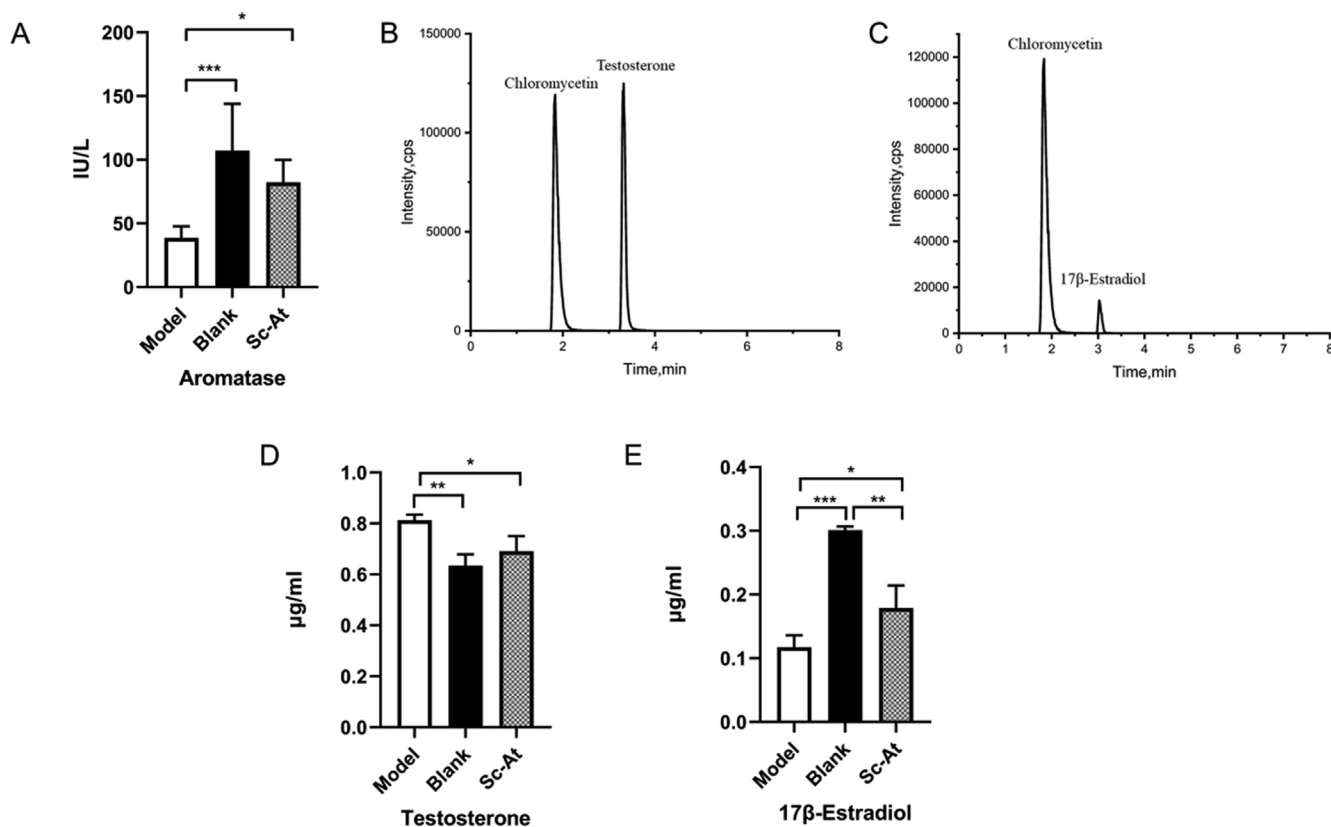 A
200
150
100
50
0
IU/L
*
***
Model
Blank
Sc-At
Aromatase
B
150000
100000
50000
0
Intensity,cps
Chloromycetin
Testosterone
0 2 4 6 8
Time,min
C
120000
100000
80000
60000
40000
20000
0
Intensity,cps
Chloromycetin
17β-Estradiol
0 1 2 3 4 5 6 7 8
Time,min
D
1.0
0.8
0.6
0.4
0.2
0.0
µg/ml
*
**
Model
Blank
Sc-At
Testosterone
E
0.4
0.3
0.2
0.1
0.0
µg/ml
*
*** **
Model
Blank
Sc-At
17β-Estradiol